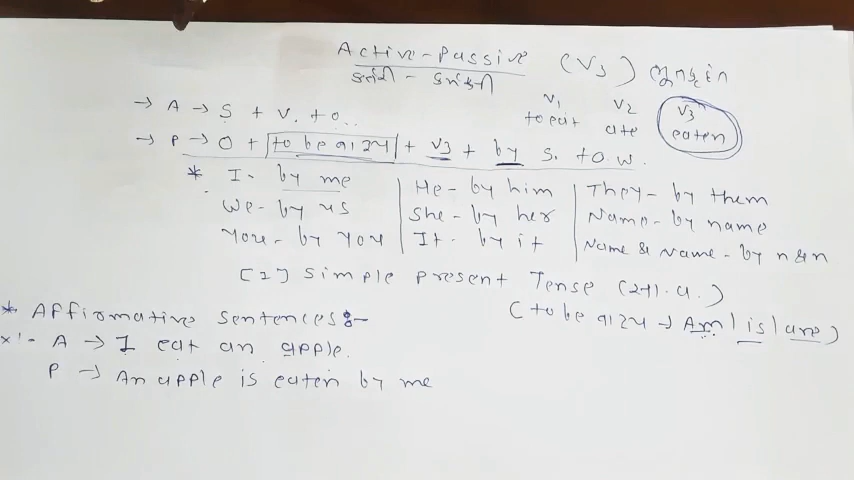 Active-Passive (V3) ભૂતકૃદંત
કર્તરી - કર્મણી
→ A → S + V. + o..
V1 V2 V3
to eat ate eaten
→ P → O + to be વાળા + V3 + by S. + O. W.
* I - by me He - by him They - by them
We - by us She - by her Name - by name
You - by you It - by it Name & Name - by n & n
[1] Simple Present Tense (સા.વ.)
* Affirmative Sentences:-
(to be વાળા → Am | is | are)
A → I eat an apple.
P → An apple is eaten by me